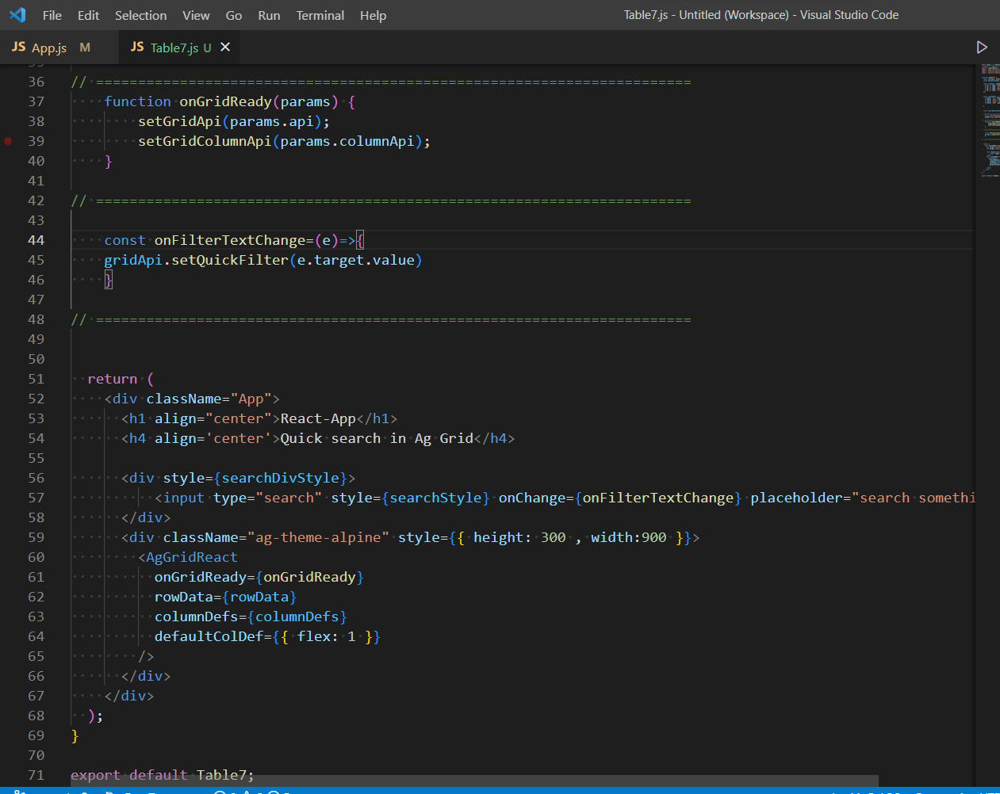 File Edit Selection View Go Run Terminal Help Table7.js - Untitled (Workspace) - Visual Studio Code
JS App.js M JS Table7.js U
36 // =======================================================================
37 function onGridReady(params) {
38 setGridApi(params.api);
39 setGridColumnApi(params.columnApi);
40 }
41
42 // =======================================================================
43
44 const onFilterTextChange=(e)=>{
45 gridApi.setQuickFilter(e.target.value)
46 }
47
48 // =======================================================================
49
50
51 return (
52 <div className="App">
53 <h1 align="center">React-App</h1>
54 <h4 align='center'>Quick search in Ag Grid</h4>
55
56 <div style={searchDivStyle}>
57 <input type="search" style={searchStyle} onChange={onFilterTextChange} placeholder="search somethi
58 </div>
59 <div className="ag-theme-alpine" style={{ height: 300 , width:900 }}>
60 <AgGridReact
61 onGridReady={onGridReady}
62 rowData={rowData}
63 columnDefs={columnDefs}
64 defaultColDef={{ flex: 1 }}
65 />
66 </div>
67 </div>
68 );
69 }
70
71 export default Table7;